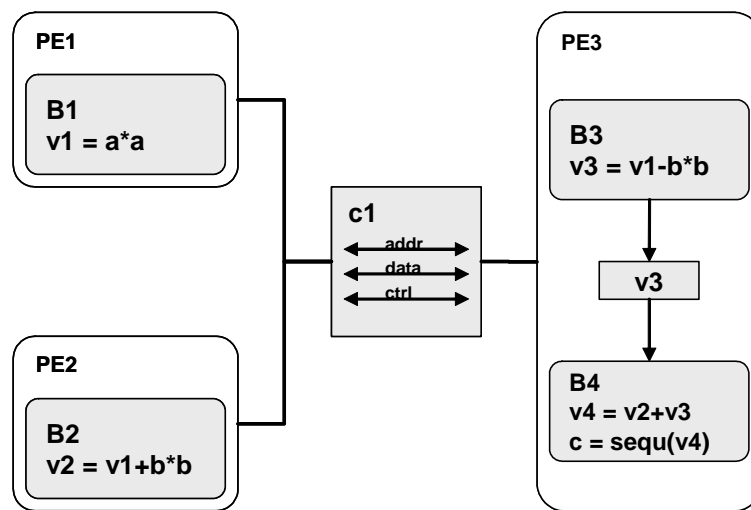 PE1
B1
v1 = a*a
PE2
B2
v2 = v1+b*b
c1
addr
data
ctrl
PE3
B3
v3 = v1-b*b
v3
B4
v4 = v2+v3
c = sequ(v4)